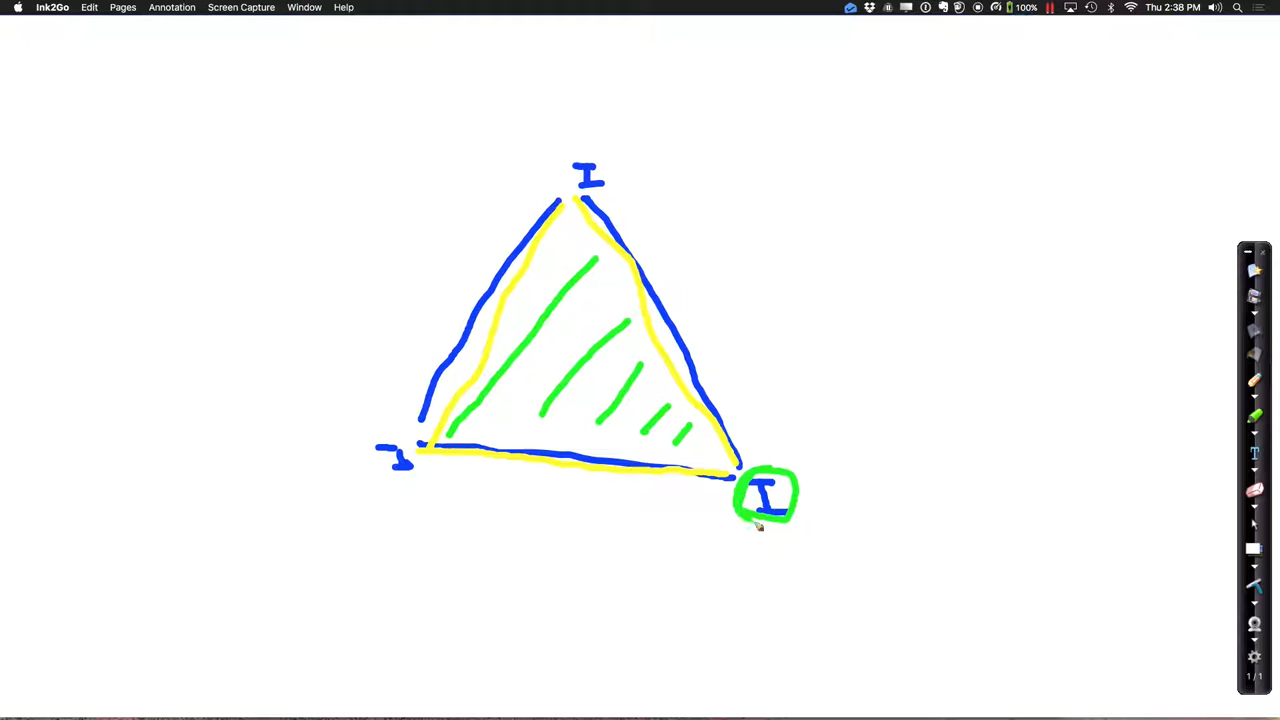 Ink2Go Edit Pages Annotation Screen Capture Window Help 100% Thu 2:38 PM
I
I
I
T
1 / 1